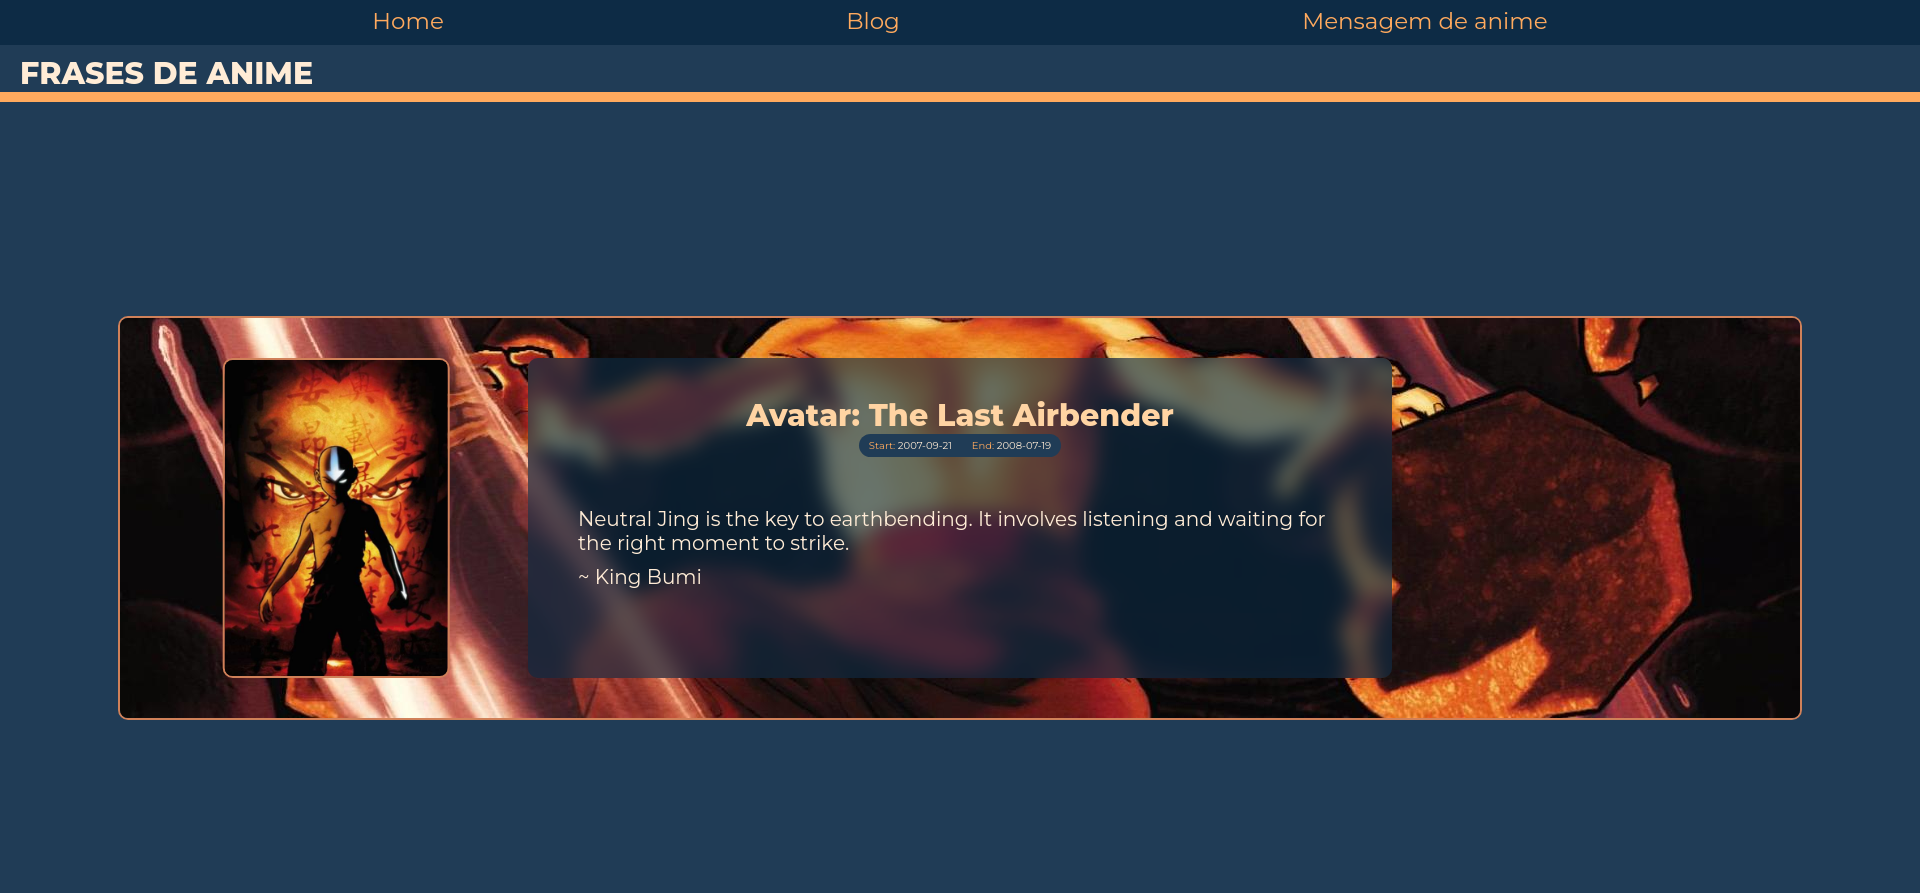 Home
Blog
Mensagem de anime
FRASES DE ANIME
Avatar: The Last Airbender
Start: 2007-09-21 End: 2008-07-19
Neutral Jing is the key to earthbending. It involves listening and waiting for
the right moment to strike.
~ King Bumi